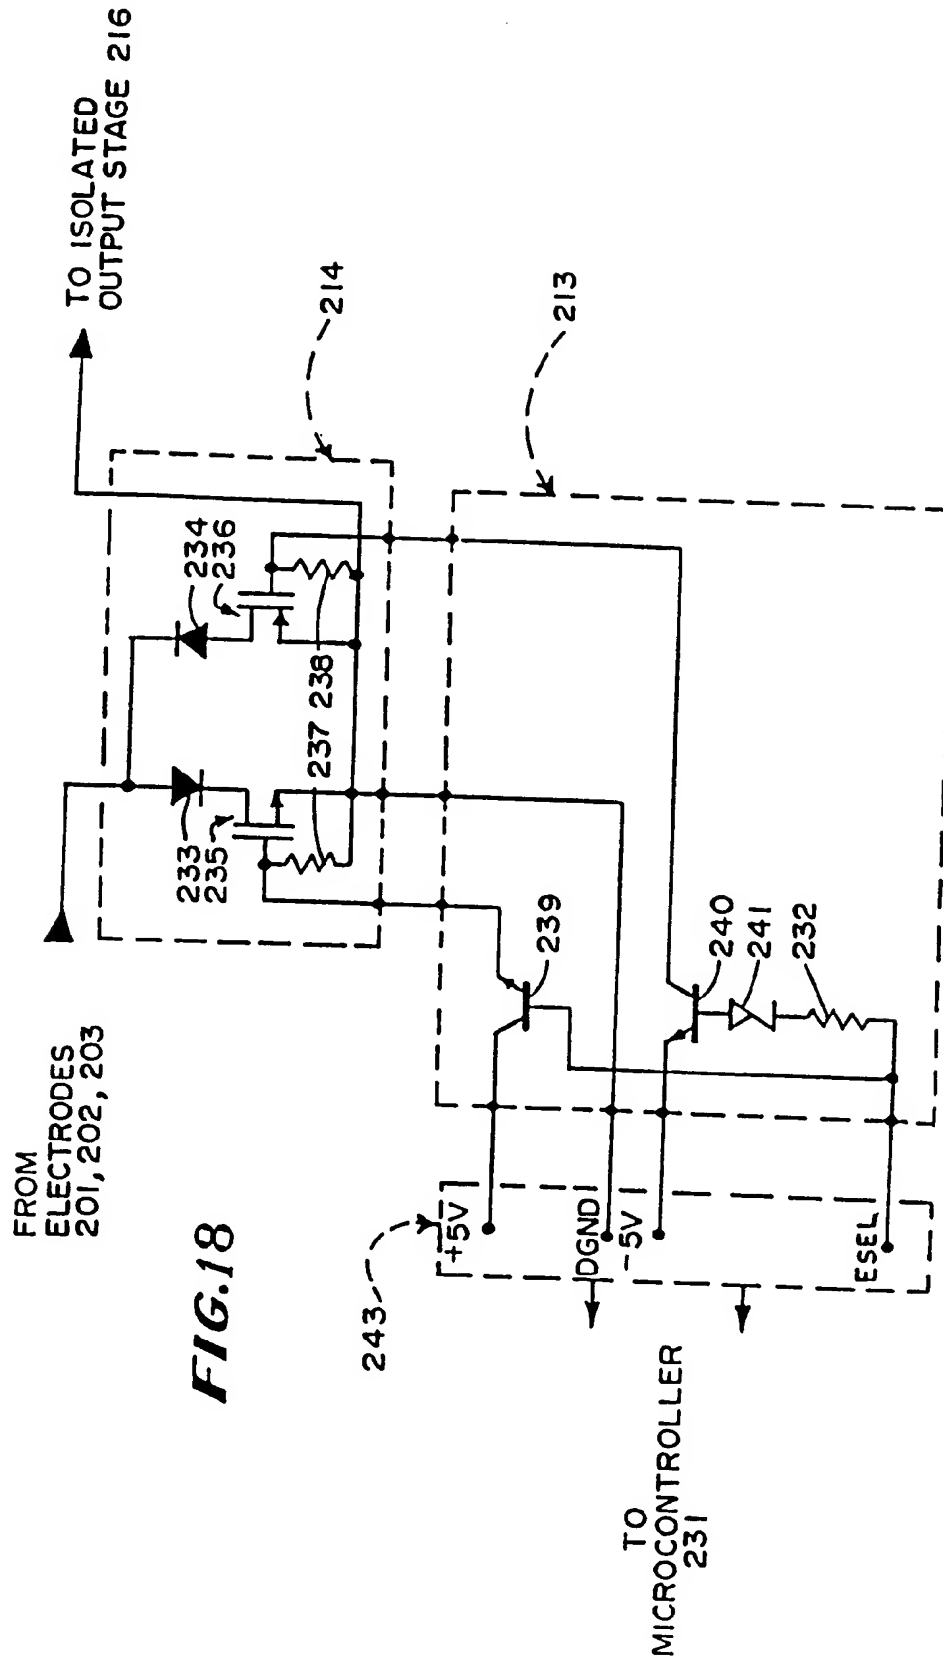 FROM
ELECTRODES
201, 202, 203
TO ISOLATED
OUTPUT STAGE 216
FIG.18
214
234
236
233
235
237
238
213
239
240
241
232
243
+5V
DGND
-5V
ESEL
TO
MICROCONTROLLER
231